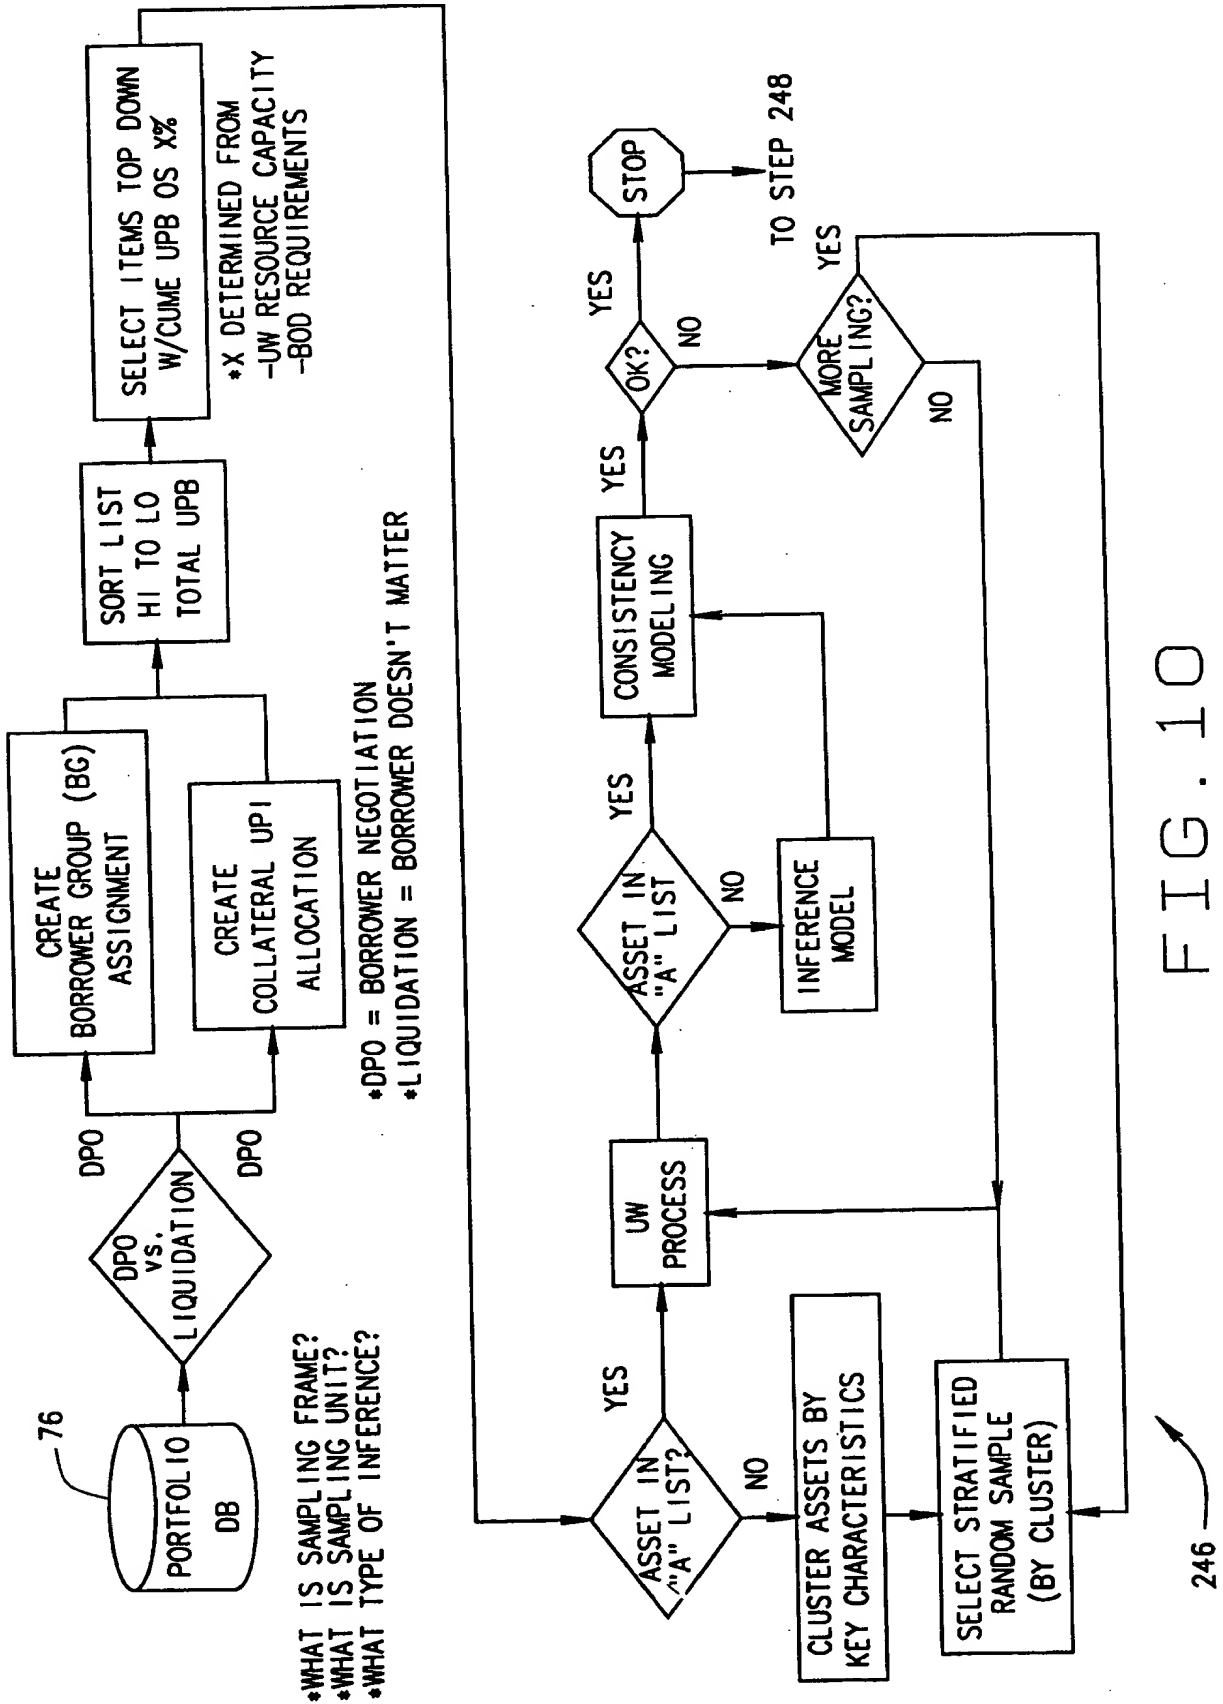 76
PORTFOLIO
DB
*WHAT IS SAMPLING FRAME?
*WHAT IS SAMPLING UNIT?
*WHAT TYPE OF INFERENCE?
DPO
vs.
LIQUIDATION
DPO
DPO
CREATE
BORROWER GROUP (BG)
ASSIGNMENT
CREATE
COLLATERAL UPI
ALLOCATION
*DPO = BORROWER NEGOTIATION
*LIQUIDATION = BORROWER DOESN'T MATTER
SORT LIST
HI TO LO
TOTAL UPB
SELECT ITEMS TOP DOWN
W/CUME UPB OS X%
*X DETERMINED FROM
-UW RESOURCE CAPACITY
-BOD REQUIREMENTS
ASSET IN
"A" LIST?
YES
NO
CLUSTER ASSETS BY
KEY CHARACTERISTICS
SELECT STRATIFIED
RANDOM SAMPLE
(BY CLUSTER)
UW
PROCESS
ASSET IN
"A" LIST
YES
NO
INFERENCE
MODEL
CONSISTENCY
MODELING
YES
OK?
YES
NO
STOP
TO STEP 248
MORE
SAMPLING?
YES
NO
246
FIG. 10